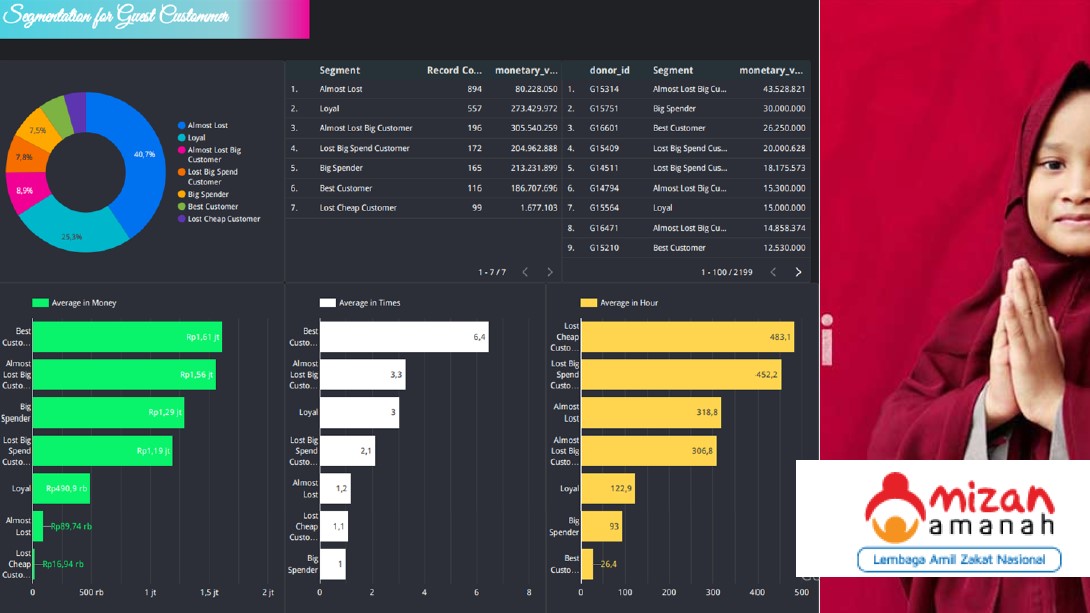 Segmentation for Guest Custommer
40,7%
25,3%
8,9%
7,8%
7,5%
Almost Lost
Loyal
Almost Lost Big
Customer
Lost Big Spend
Customer
Big Spender
Best Customer
Lost Cheap Customer
Segment Record Co... monetary_v...
1. Almost Lost 894 80.228.050
2. Loyal 557 273.429.972
3. Almost Lost Big Customer 196 305.540.259
4. Lost Big Spend Customer 172 204.962.888
5. Big Spender 165 213.231.899
6. Best Customer 116 186.707.696
7. Lost Cheap Customer 99 1.677.103
1 - 7 / 7
donor_id Segment monetary_v...
1. G15314 Almost Lost Big Cu... 43.528.821
2. G15751 Big Spender 30.000.000
3. G16601 Best Customer 26.250.000
4. G15409 Lost Big Spend Cus... 20.000.628
5. G14511 Lost Big Spend Cus... 18.175.573
6. G14794 Almost Lost Big Cu... 15.300.000
7. G15564 Loyal 15.000.000
8. G16471 Almost Lost Big Cu... 14.858.374
9. G15210 Best Customer 12.530.000
1 - 100 / 2199
Average in Money
Best
Custo...
Rp1,61 jt
Almost
Lost Big
Custo...
Rp1,56 jt
Big
Spender
Rp1,29 jt
Lost Big
Spend
Custo...
Rp1,19 jt
Loyal
Rp490,9 rb
Almost
Lost
Rp89,74 rb
Lost
Cheap
Custo...
Rp16,94 rb
0 500 rb 1 jt 1,5 jt 2 jt
Average in Times
Best
Custo...
6,4
Almost
Lost Big
Custo...
3,3
Loyal
3
Lost Big
Spend
Custo...
2,1
Almost
Lost
1,2
Lost
Cheap
Custo...
1,1
Big
Spender
1
0 2 4 6 8
Average in Hour
Lost
Cheap
Custo...
483,1
Lost Big
Spend
Custo...
452,2
Almost
Lost
318,8
Almost
Lost Big
Custo...
306,8
Loyal
122,9
Big
Spender
93
Best
Custo...
26,4
0 100 200 300 400 500
mizan
amanah
Lembaga Amil Zakat Nasional